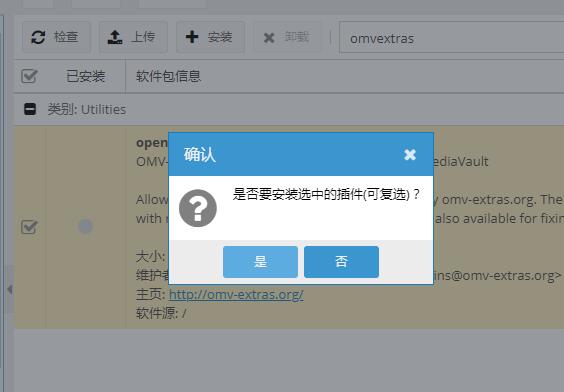 检查 上传 安装 卸载 omvextras
已安装 软件包信息
类别: Utilities
确认
是否要安装选中的插件(可复选)？
是 否
open
OMV- ediaVault
Allow y omv-extras.org. The
with also available for fixin
大小:
维护者 ins@omv-extras.org>
主页: http://omv-extras.org/
软件源: /